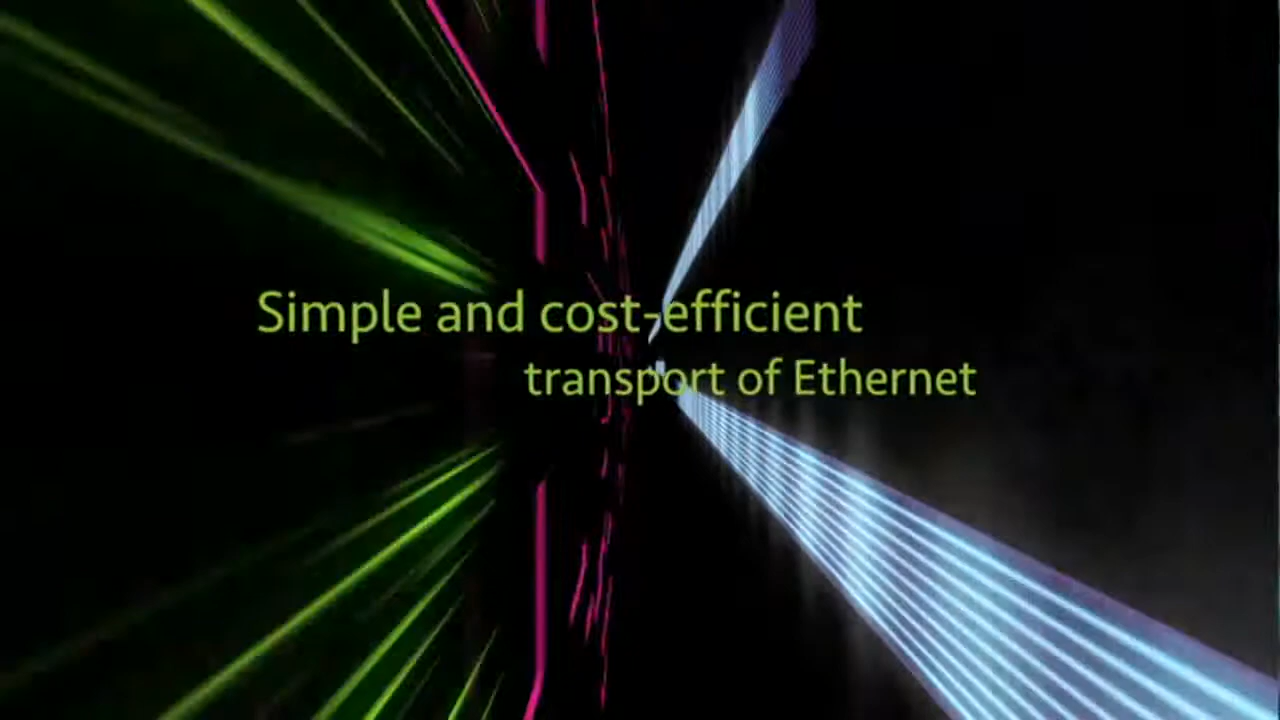 Simple and cost-efficient
transport of Ethernet